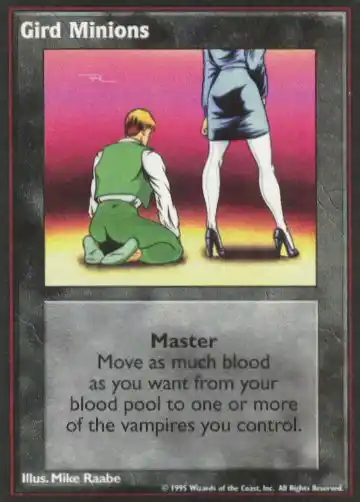 Gird Minions
Master
Move as much blood
as you want from your
blood pool to one or more
of the vampires you control.
Illus. Mike Raabe
© 1995 Wizards of the Coast, Inc. All Rights Reserved.